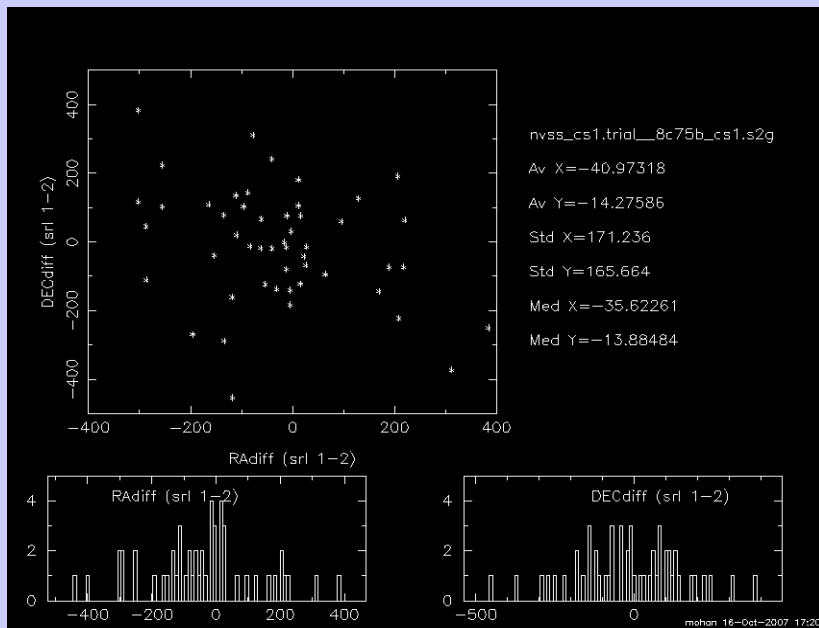 400
200
0
−200
−400
DECdiff (srl 1−2)
−400
−200
0
200
400
RAdiff (srl 1−2)
nvss_cs1.trial__8c75b_cs1.s2g
Av X=−40.97318
Av Y=−14.27586
Std X=171.236
Std Y=165.664
Med X=−35.62261
Med Y=−13.88484
RAdiff (srl 1−2)
4
2
0
−400
−200
0
200
400
DECdiff (srl 1−2)
4
2
0
−500
0
mohan 16−Oct−2007 17:20